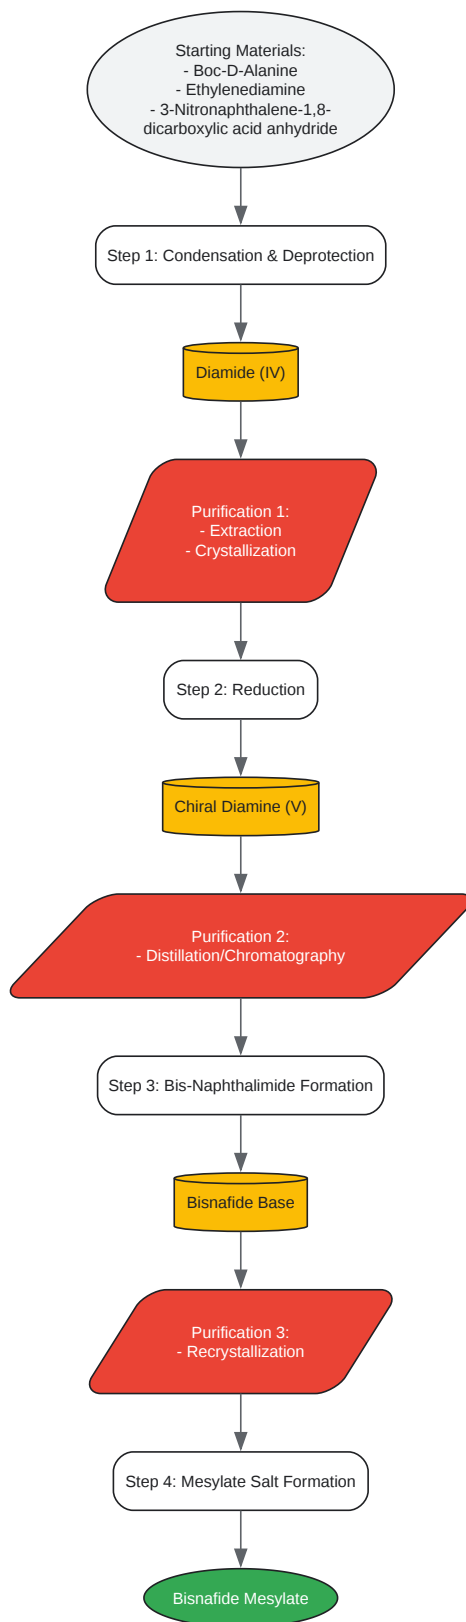 Starting Materials:
- Boc-D-Alanine
- Ethylenediamine
- 3-Nitronaphthalene-1,8-
dicarboxylic acid anhydride
Step 1: Condensation & Deprotection
Diamide (IV)
Purification 1:
- Extraction
- Crystallization
Step 2: Reduction
Chiral Diamine (V)
Purification 2:
- Distillation/Chromatography
Step 3: Bis-Naphthalimide Formation
Bisnafide Base
Purification 3:
- Recrystallization
Step 4: Mesylate Salt Formation
Bisnafide Mesylate